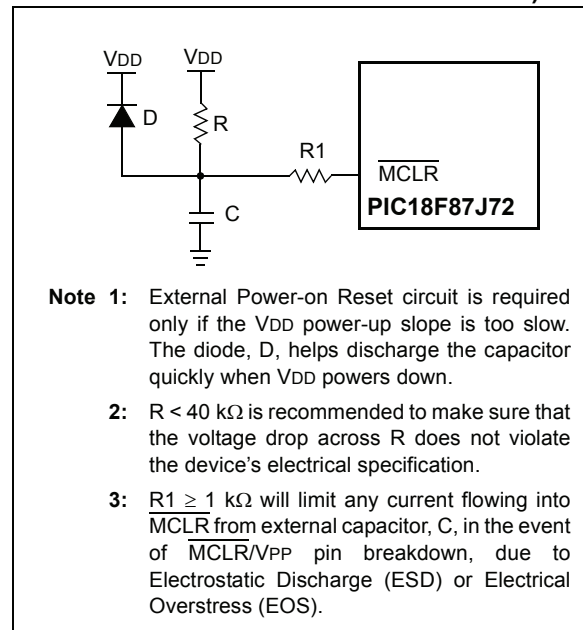 VDD VDD
D
R
R1
C
MCLR
PIC18F87J72
Note 1: External Power-on Reset circuit is required
only if the VDD power-up slope is too slow.
The diode, D, helps discharge the capacitor
quickly when VDD powers down.
2: R < 40 kΩ is recommended to make sure that
the voltage drop across R does not violate
the device's electrical specification.
3: R1 ≥ 1 kΩ will limit any current flowing into
MCLR from external capacitor, C, in the event
of MCLR/VPP pin breakdown, due to
Electrostatic Discharge (ESD) or Electrical
Overstress (EOS).